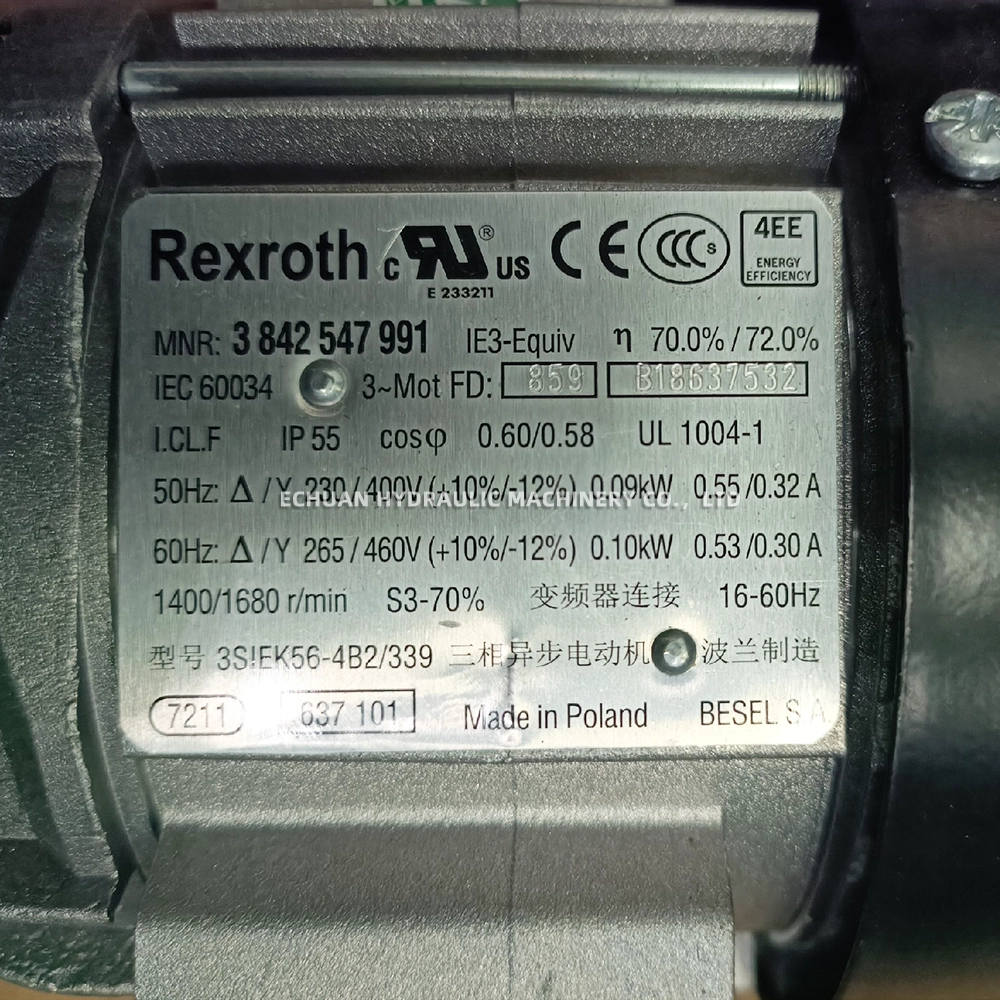 Rexroth c RU ® US CE CCC S 4EE ENERGY EFFICIENCY
E 233211
MNR: 3 842 547 991 IE3-Equiv η 70.0% / 72.0%
IEC 60034 3~Mot FD: 859 B18637532
I.CL.F IP 55 cosφ 0.60/0.58 UL 1004-1
50Hz: Δ / Y 230 / 400V (+10%/-12%) 0.09kW 0.55 /0.32 A
ECHUAN HYDRAULIC MACHINERY CO., LTD
60Hz: Δ / Y 265 / 460V (+10%/-12%) 0.10kW 0.53 /0.30 A
1400/1680 r/min S3-70% 变频器连接 16-60Hz
型号 3SIEK56-4B2/339 三相异步电动机 波兰制造
7211 637 101 Made in Poland BESEL S A